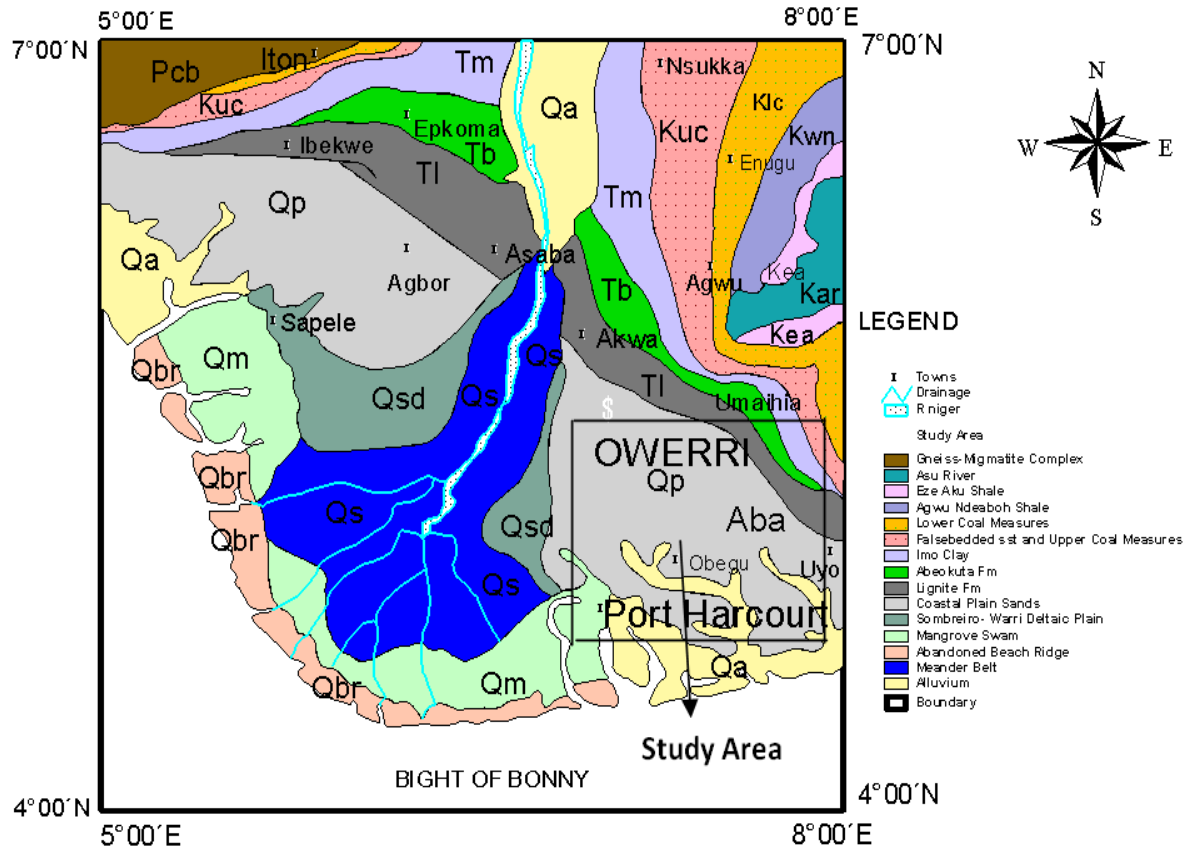 5°00´E 8°00´E
7°00´N 7°00´N
Pcb Iton Tm Qa Nsukka Klc
Kuc Kuc Kwn
Epkoma
Ibekwe Tb Enugu
Tl Tm
Qp
Qa Agbor Asaba Tb Agwu Kea Kar
Sapele Akwa Kea
Qbr Qm Qs
Qsd Qs Tl Umaihia
$
OWERRI
Qbr Qs Qp
Qbr Qsd Aba
Obegu Uyo
Qs Port Harcourt
Qbr Qm Qa
Study Area
BIGHT OF BONNY
4°00´N 4°00´N
5°00´E 8°00´E
N
W E
S
LEGEND
Towns
Drainage
R niger
Study Area
Gneiss-Migmatite Complex
Asu River
Eze Aku Shale
Agwu Ndeaboh Shale
Lower Coal Measures
Falsebedded sst and Upper Coal Measures
Imo Clay
Abeokuta Fm
Lignite Fm
Coastal Plain Sands
Sombreiro- Warri Deltaic Plain
Mangrove Swam
Abandoned Beach Ridge
Meander Belt
Alluvium
Boundary